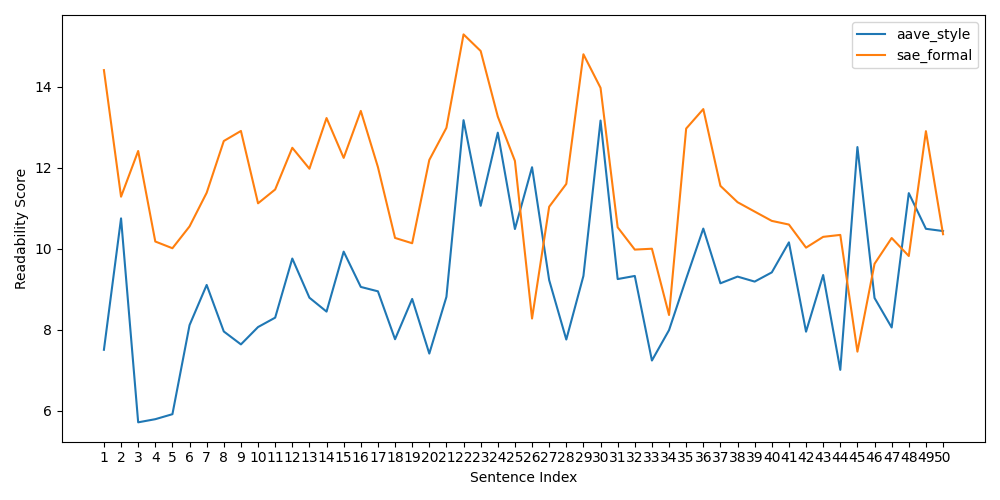 aave_style
sae_formal
14
12
10
8
6
Readability Score
1 2 3 4 5 6 7 8 9 10 11 12 13 14 15 16 17 18 19 20 21 22 23 24 25 26 27 28 29 30 31 32 33 34 35 36 37 38 39 40 41 42 43 44 45 46 47 48 49 50
Sentence Index